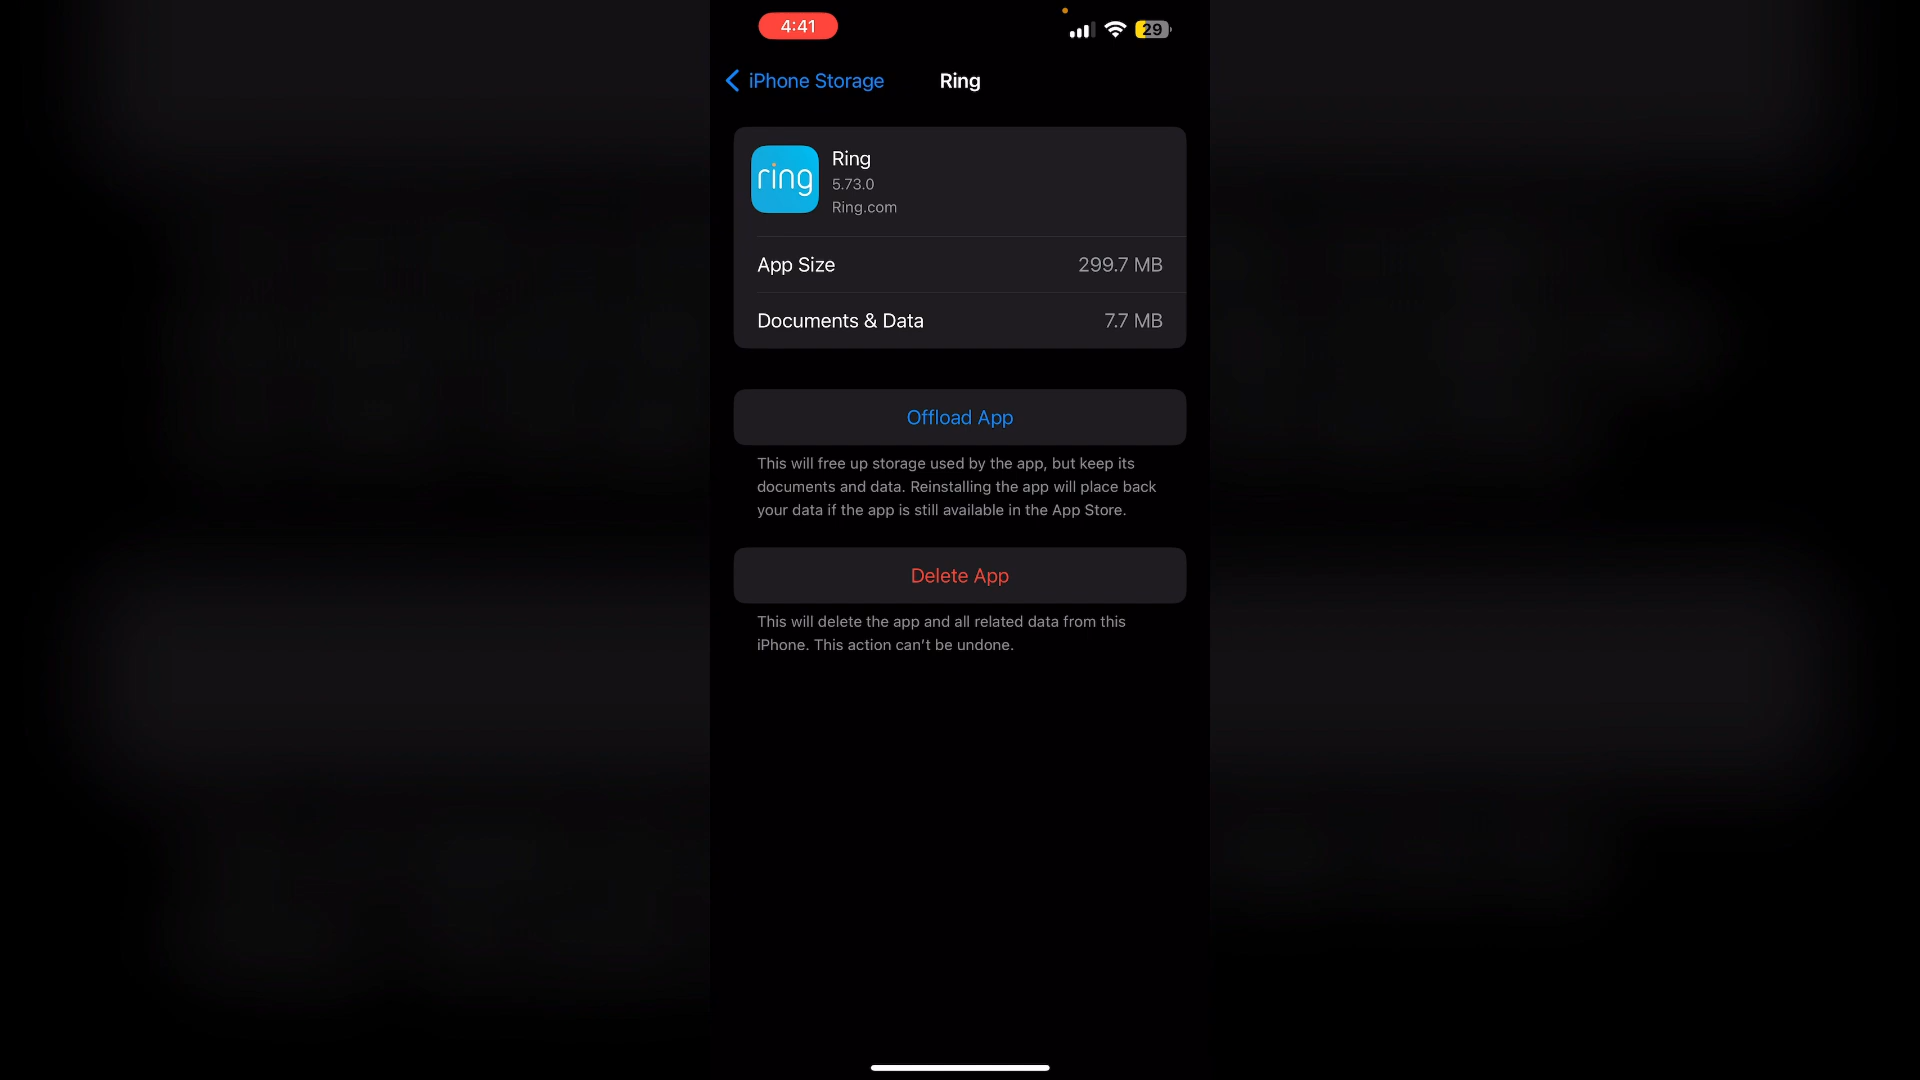 4:41
29
iPhone Storage
Ring
ring
Ring
5.73.0
Ring.com
App Size
299.7 MB
Documents & Data
7.7 MB
Offload App
This will free up storage used by the app, but keep its
documents and data. Reinstalling the app will place back
your data if the app is still available in the App Store.
Delete App
This will delete the app and all related data from this
iPhone. This action can’t be undone.